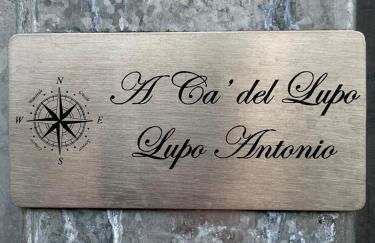 A Ca' del Lupo
Lupo Antonio
N
W E
S